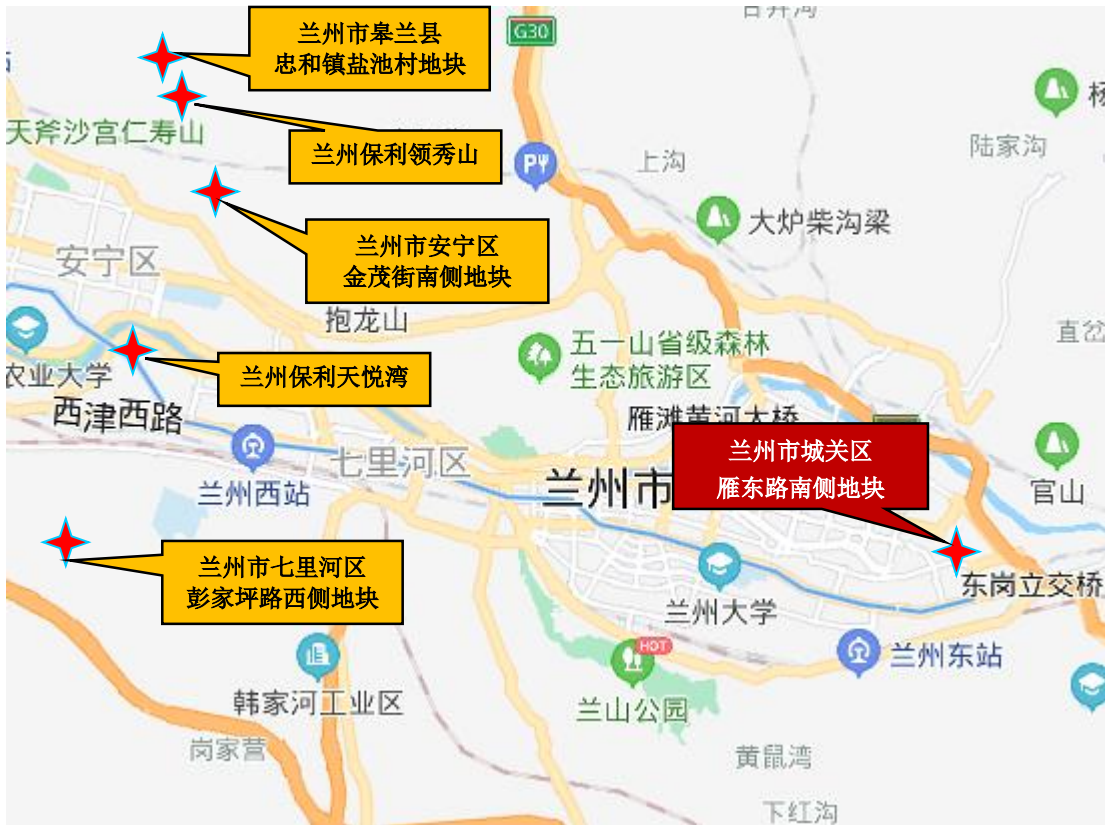 兰州市皋兰县
忠和镇盐池村地块
G30
天斧沙宫仁寿山
兰州保利领秀山
上沟
陆家沟
大炉柴沟梁
兰州市安宁区
金茂街南侧地块
安宁区
抱龙山
五一山省级森林
生态旅游区
农业大学
兰州保利天悦湾
西津西路
雁滩黄河大桥
七里河区
兰州市
兰州市城关区
雁东路南侧地块
兰州西站
官山
兰州市七里河区
彭家坪路西侧地块
东岗立交桥
兰州大学
HOT
兰州东站
韩家河工业区
兰山公园
岗家营
黄鼠湾
下红沟